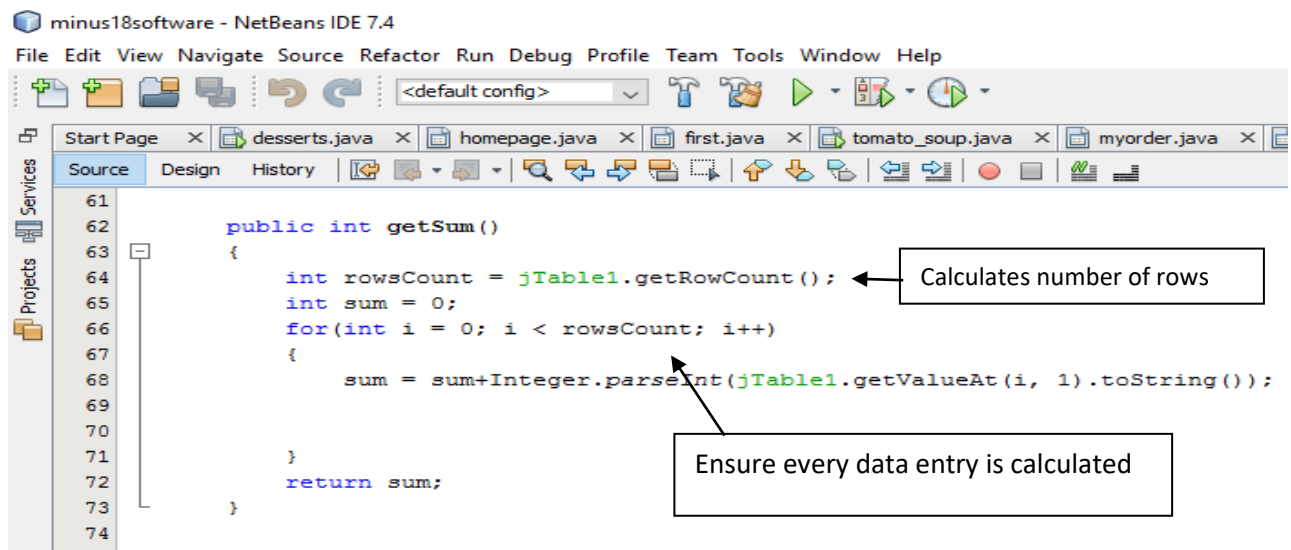 minus18software - NetBeans IDE 7.4
File Edit View Navigate Source Refactor Run Debug Profile Team Tools Window Help
<default config>
Start Page desserts.java homepage.java first.java tomato_soup.java myorder.java
Source Design History
Services
Projects
61
62 public int getSum()
63 {
64 int rowsCount = jTable1.getRowCount(); Calculates number of rows
65 int sum = 0;
66 for(int i = 0; i < rowsCount; i++)
67 {
68 sum = sum+Integer.parseInt(jTable1.getValueAt(i, 1).toString());
69
70
71 }
Ensure every data entry is calculated
72 return sum;
73 }
74